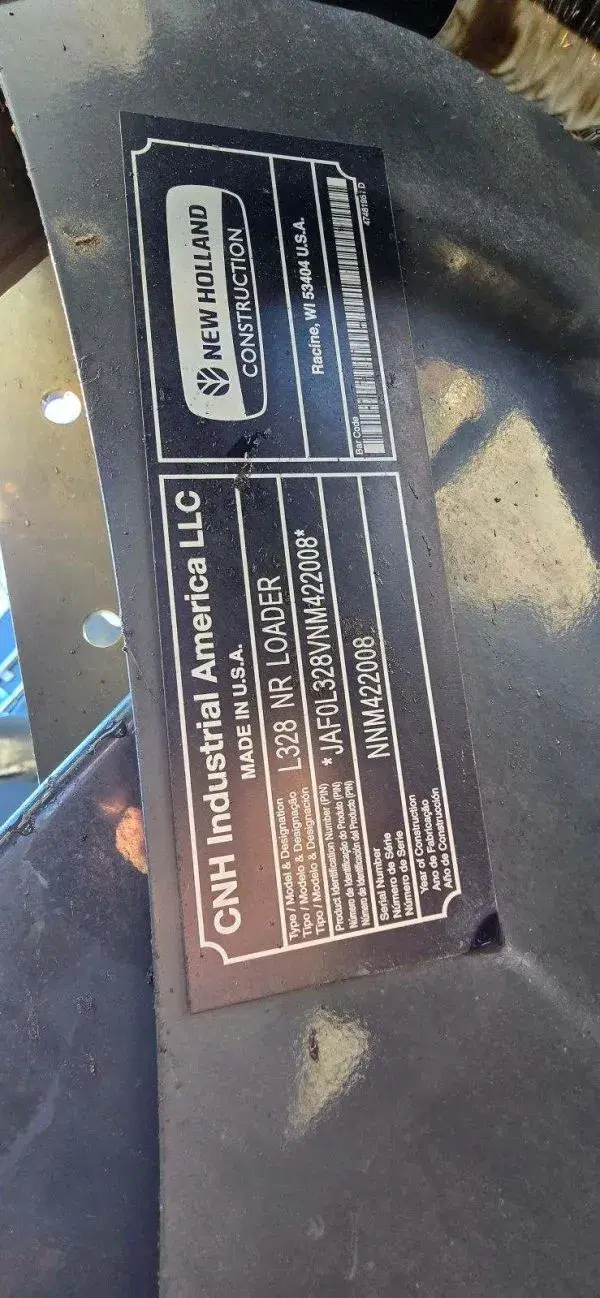 CNH Industrial America LLC
MADE IN U.S.A.
Type / Model & Designation
Tipo / Modelo & Designação
Tipo / Modelo & Designación
L328 NR LOADER
Product Identification Number (PIN)
Número de Identificação do Produto (PIN)
Número de Identificación del Producto (PIN)
*JAF0L328VNM422008*
Serial Number
Número de Série
Número de Serie
NNM422008
Year of Construction
Ano de Fabricação
Año de Construcción
NEW HOLLAND
CONSTRUCTION
Racine, WI 53404 U.S.A.
Bar Code